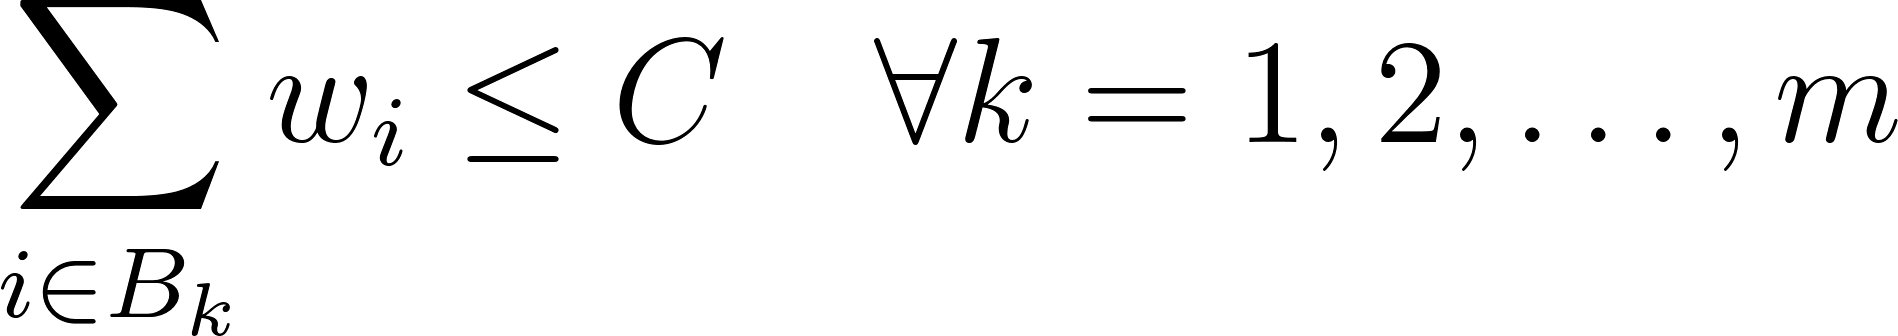 ∑_{i∈B_k} w_i ≤ C ∀k = 1, 2, . . . , m